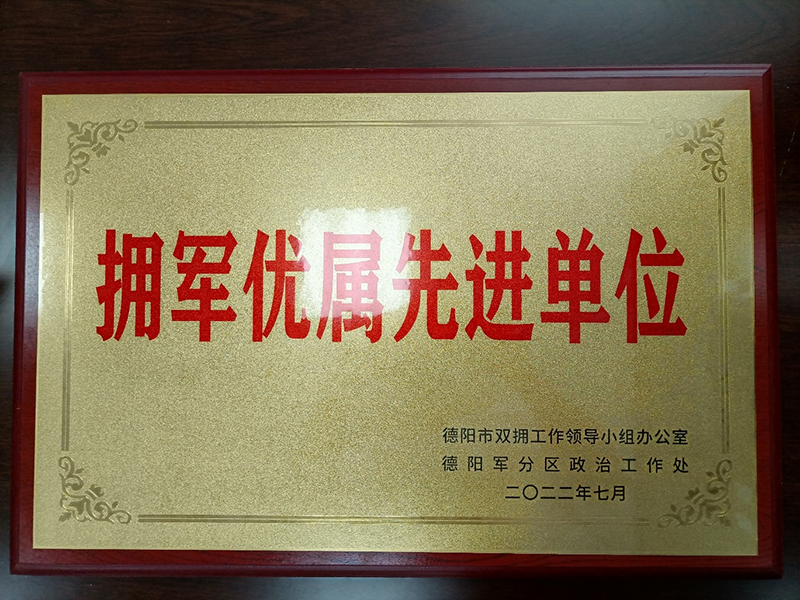 拥军优属先进单位
德阳市双拥工作领导小组办公室
德阳军分区政治工作处
二〇二二年七月